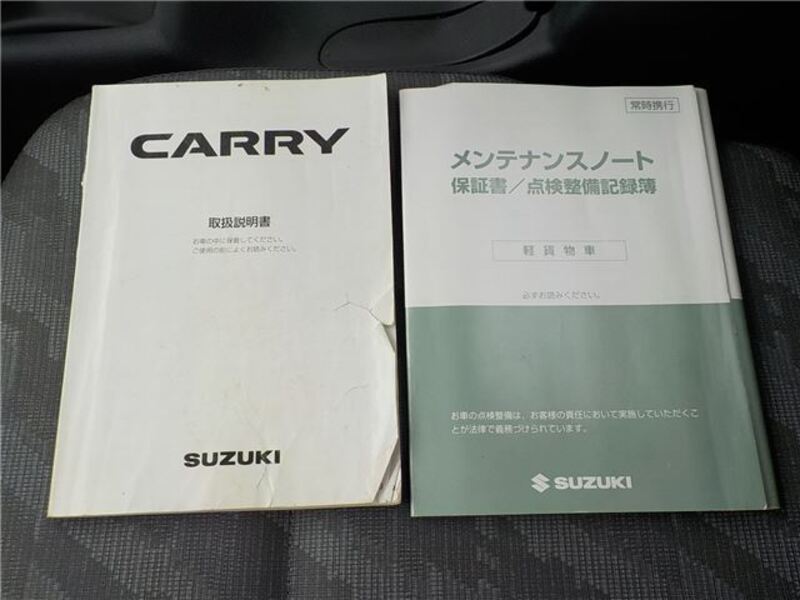 CARRY
取扱説明書
お車の中に保管してください。
ご使用の前によくお読みください。
SUZUKI
常時携行
メンテナンスノート
保証書／点検整備記録簿
軽貨物車
必ずお読みください。
お車の点検整備は、お客様の責任において実施していただくこ
とが法律で義務づけられています。
SUZUKI